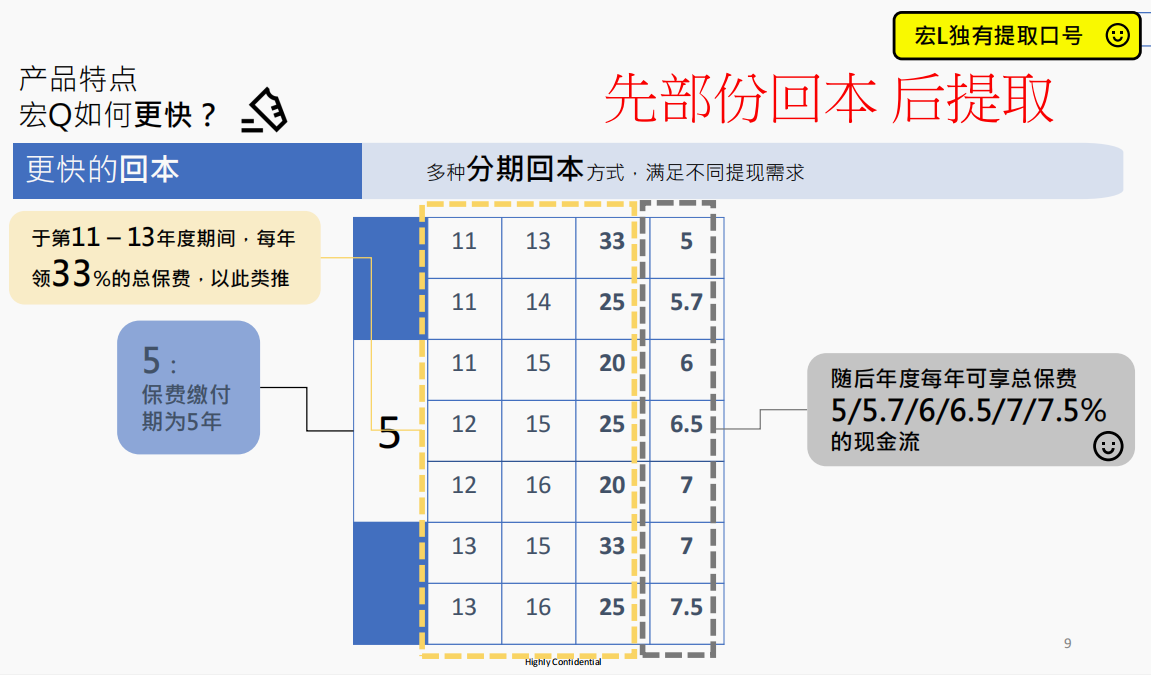 宏L独有提取口号
产品特点
宏Q如何更快？
先部份回本 后提取
更快的回本
多种分期回本方式，满足不同提现需求
于第11－13年度期间，每年
领33%的总保费，以此类推
5：
保费缴付
期为5年
5
11 13 33 5
11 14 25 5.7
11 15 20 6
12 15 25 6.5
12 16 20 7
13 15 33 7
13 16 25 7.5
随后年度每年可享总保费
5/5.7/6/6.5/7/7.5%
的现金流
Highly Confidential
9